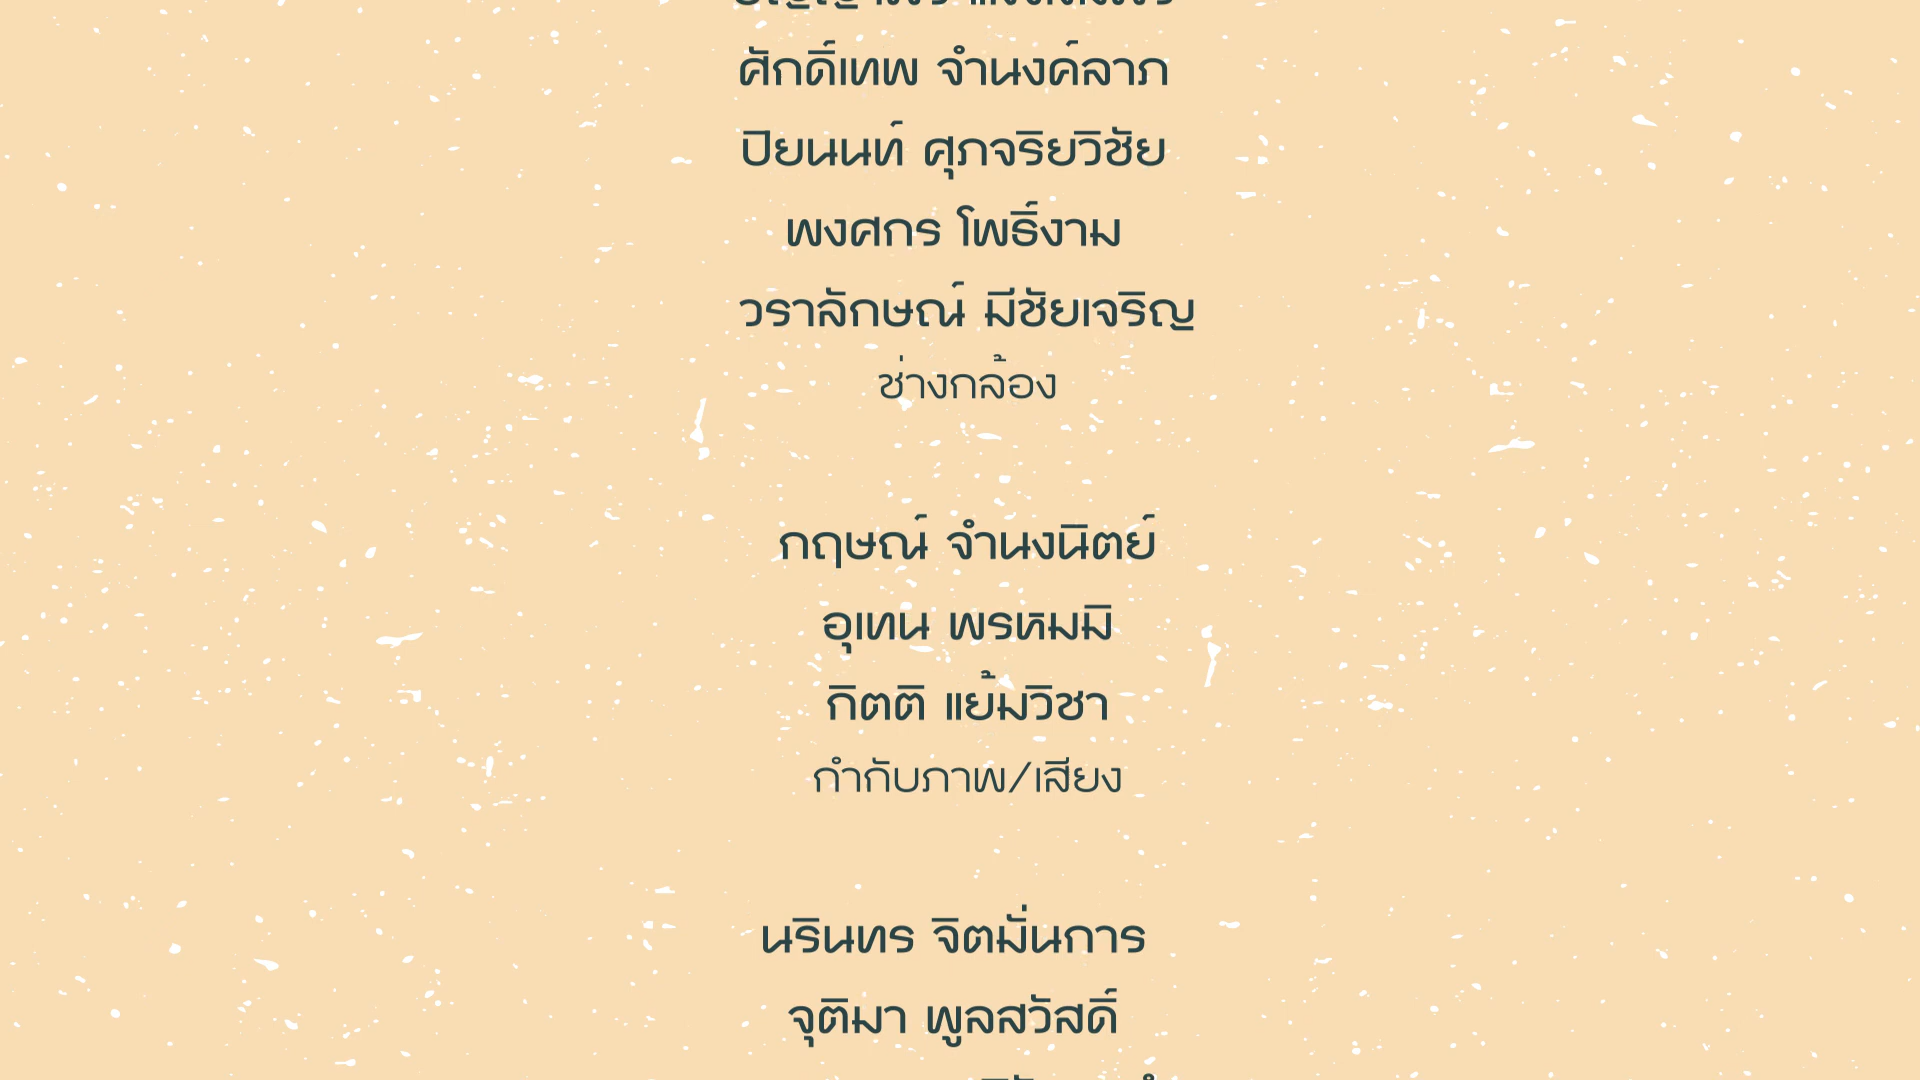 ศักดิ์เทพ จำนงค์ลาภ
ปิยนนท์ ศุภจริยวิชัย
พงศกร โพธิ์งาม
วราลักษณ์ มีชัยเจริญ
ช่างกล้อง
กฤษณ์ จำนงนิตย์
อุเทน พรหมมิ
กิตติ แย้มวิชา
กำกับภาพ/เสียง
นรินทร จิตมั่นการ
จุติมา พูลสวัสดิ์